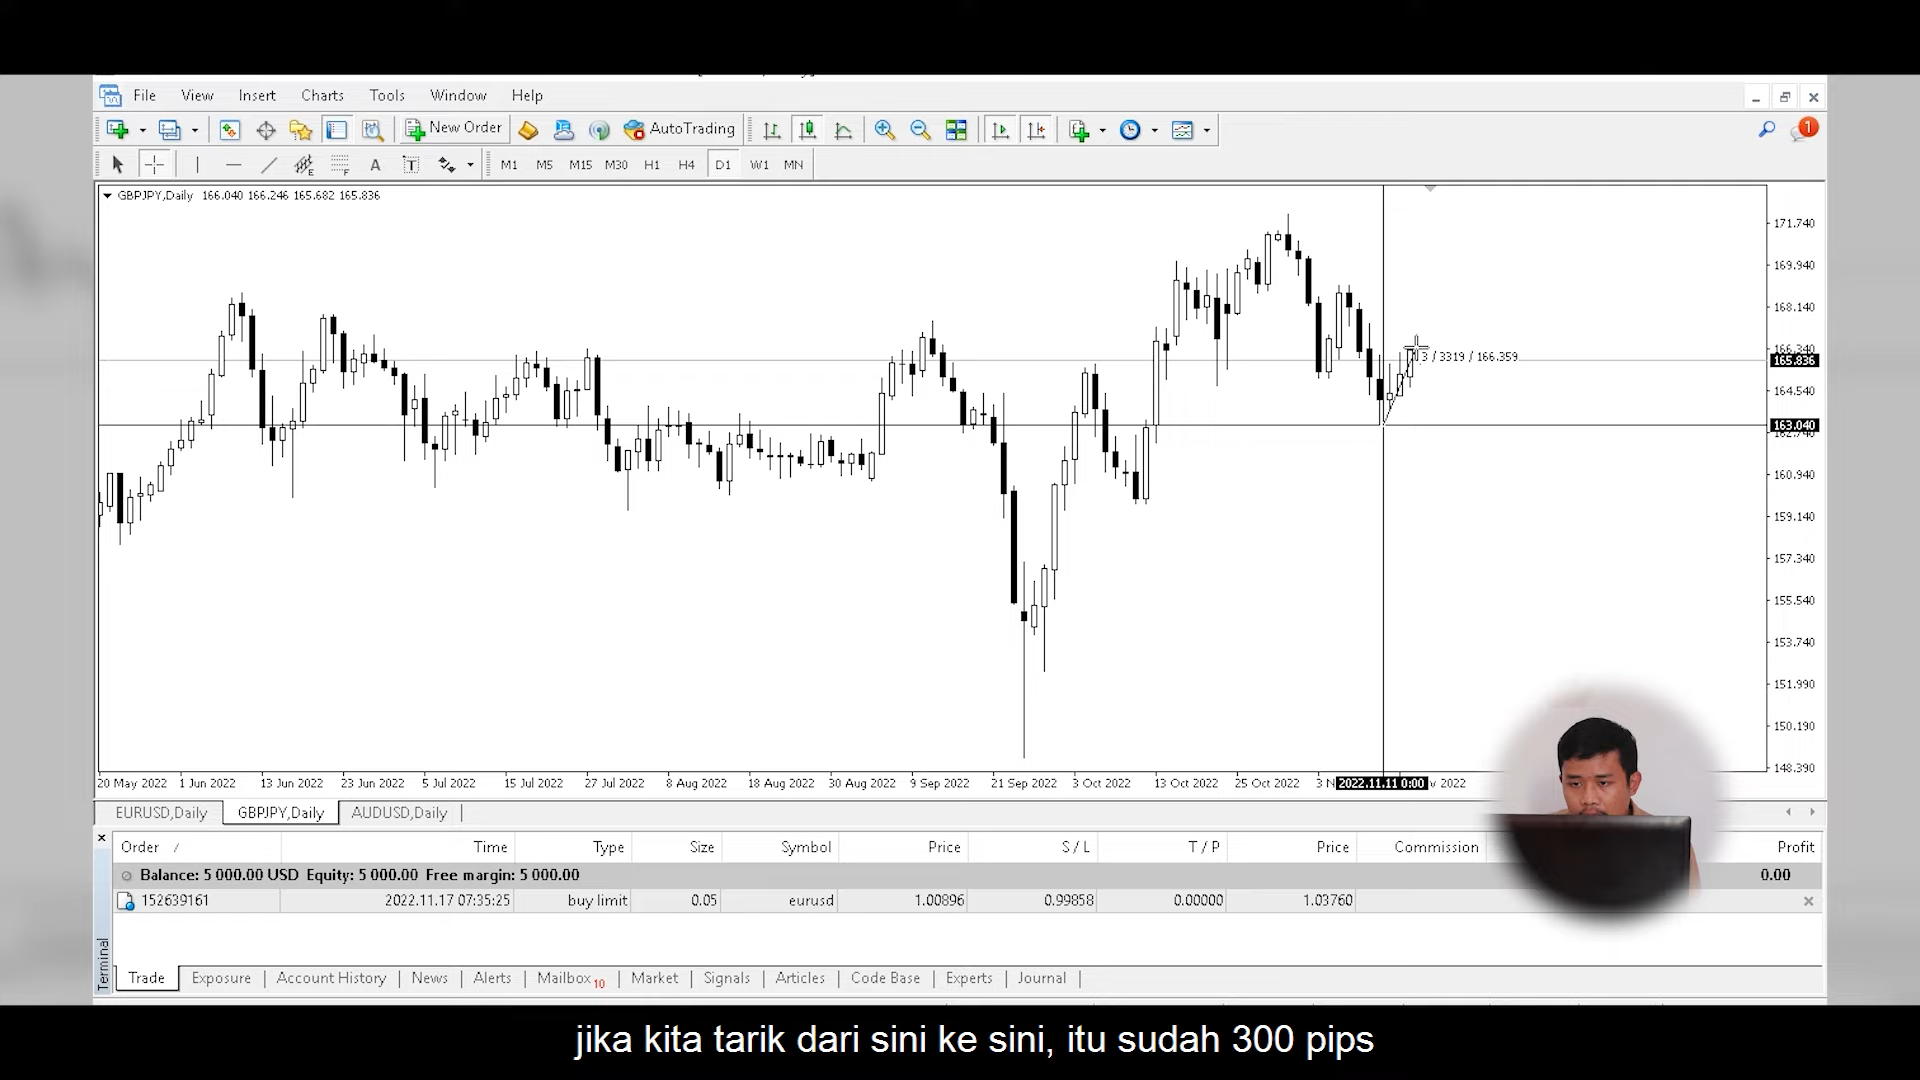 File View Insert Charts Tools Window Help
New Order AutoTrading 1
A T M1 M5 M15 M30 H1 H4 D1 W1 MN
GBPJPY,Daily 166.040 166.246 165.682 165.836
171.740
169.940
168.140
166.340
3 / 3319 / 166.359
165.836
164.540
163.040
162.740
160.940
159.140
157.340
155.540
153.740
151.990
150.190
148.390
20 May 2022 1 Jun 2022 13 Jun 2022 23 Jun 2022 5 Jul 2022 15 Jul 2022 27 Jul 2022 8 Aug 2022 18 Aug 2022 30 Aug 2022 9 Sep 2022 21 Sep 2022 3 Oct 2022 13 Oct 2022 25 Oct 2022 3 N 2022.11.11 0:00 v 2022
EURUSD,Daily GBPJPY,Daily AUDUSD,Daily
Order / Time Type Size Symbol Price S / L T / P Price Commission Profit
Balance: 5 000.00 USD Equity: 5 000.00 Free margin: 5 000.00 0.00
152639161 2022.11.17 07:35:25 buy limit 0.05 eurusd 1.00896 0.99858 0.00000 1.03760
Terminal
Trade Exposure Account History News Alerts Mailbox 10 Market Signals Articles Code Base Experts Journal
jika kita tarik dari sini ke sini, itu sudah 300 pips